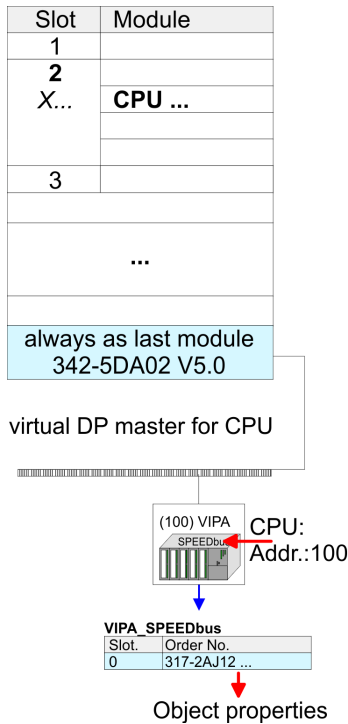 Slot Module
1
2
X... CPU ...
3
...
always as last module
342-5DA02 V5.0
virtual DP master for CPU
(100) VIPA
CPU:
SPEEDbus
Addr.:100
VIPA_SPEEDbus
Slot. Order No.
0 317-2AJ12 ...
Object properties